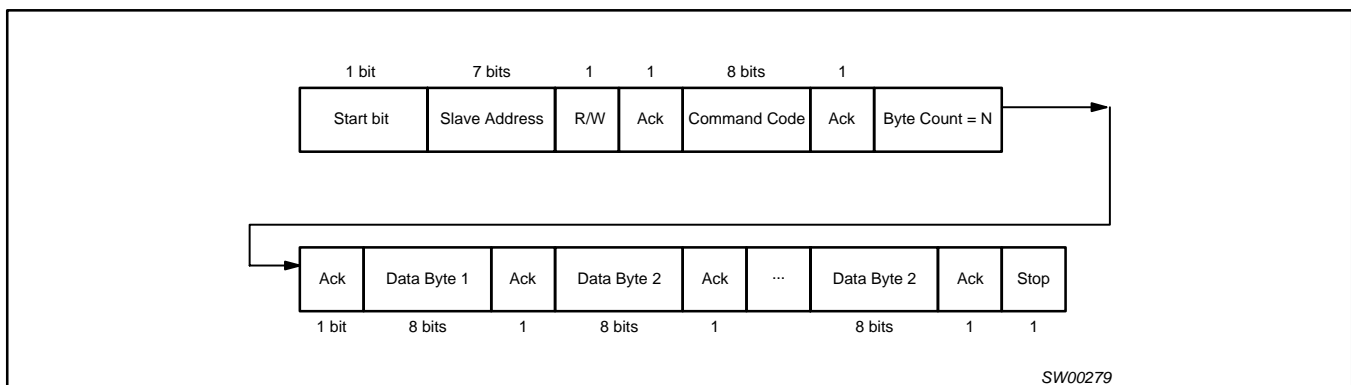 1 bit 7 bits 1 1 8 bits 1
Start bit Slave Address R/W Ack Command Code Ack Byte Count = N
Ack Data Byte 1 Ack Data Byte 2 Ack ... Data Byte 2 Ack Stop
1 bit 8 bits 1 8 bits 1 8 bits 1 1
SW00279